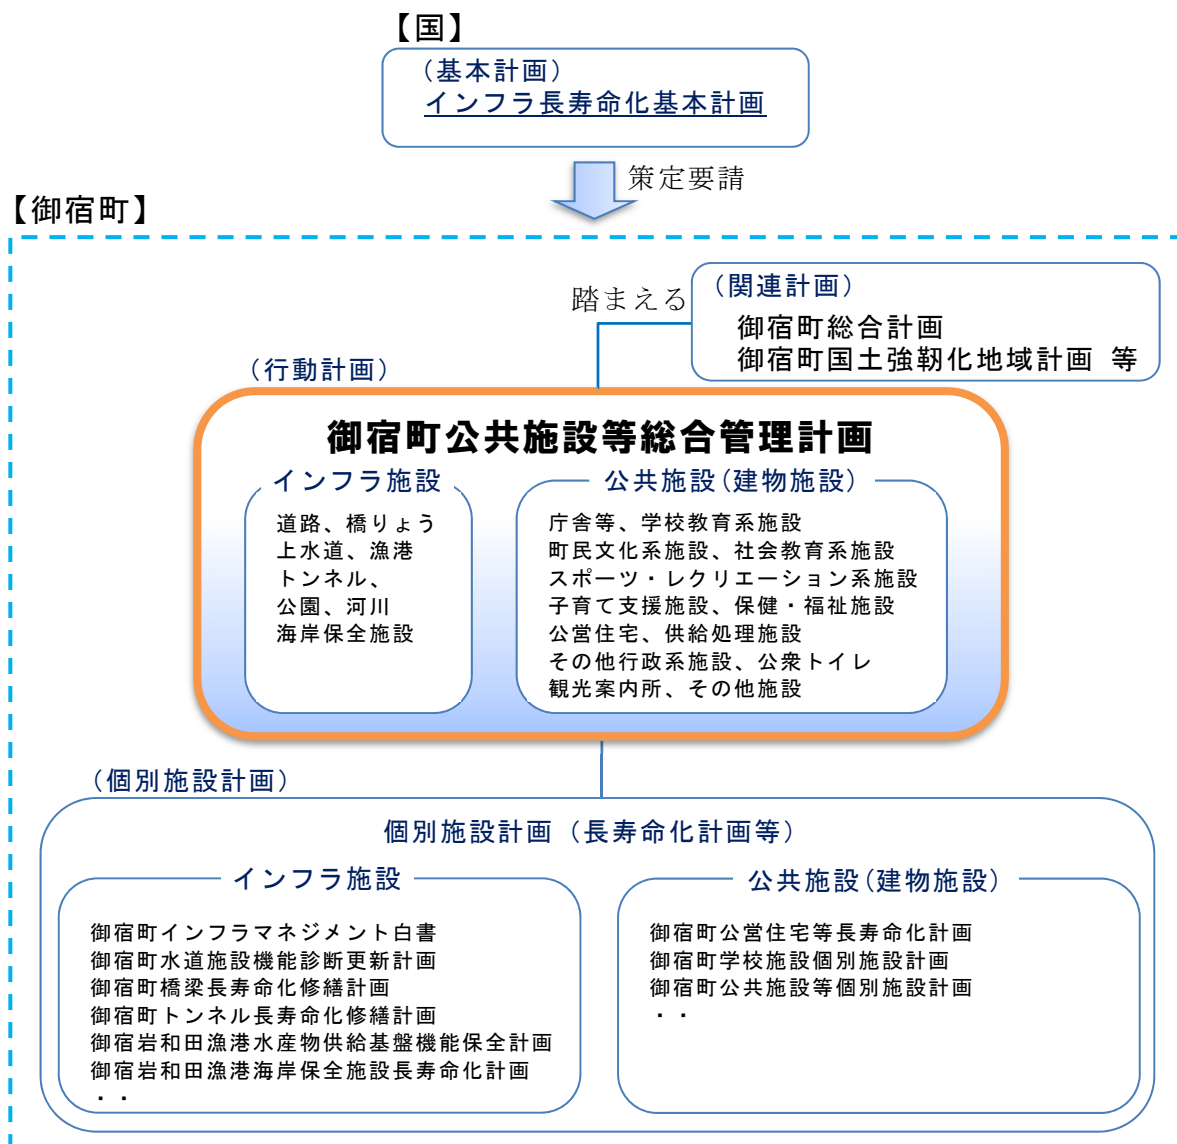 【国】
（基本計画）
インフラ長寿命化基本計画
策定要請
【御宿町】
踏まえる
（関連計画）
御宿町総合計画
御宿町国土強靭化地域計画 等
（行動計画）
御宿町公共施設等総合管理計画
インフラ施設
道路、橋りょう
上水道、漁港
トンネル、
公園、河川
海岸保全施設
公共施設(建物施設)
庁舎等、学校教育系施設
町民文化系施設、社会教育系施設
スポーツ・レクリエーション系施設
子育て支援施設、保健・福祉施設
公営住宅、供給処理施設
その他行政系施設、公衆トイレ
観光案内所、その他施設
（個別施設計画）
個別施設計画（長寿命化計画等）
インフラ施設
御宿町インフラマネジメント白書
御宿町水道施設機能診断更新計画
御宿町橋梁長寿命化修繕計画
御宿町トンネル長寿命化修繕計画
御宿岩和田漁港水産物供給基盤機能保全計画
御宿岩和田漁港海岸保全施設長寿命化計画
・・
公共施設(建物施設)
御宿町公営住宅等長寿命化計画
御宿町学校施設個別施設計画
御宿町公共施設等個別施設計画
・・